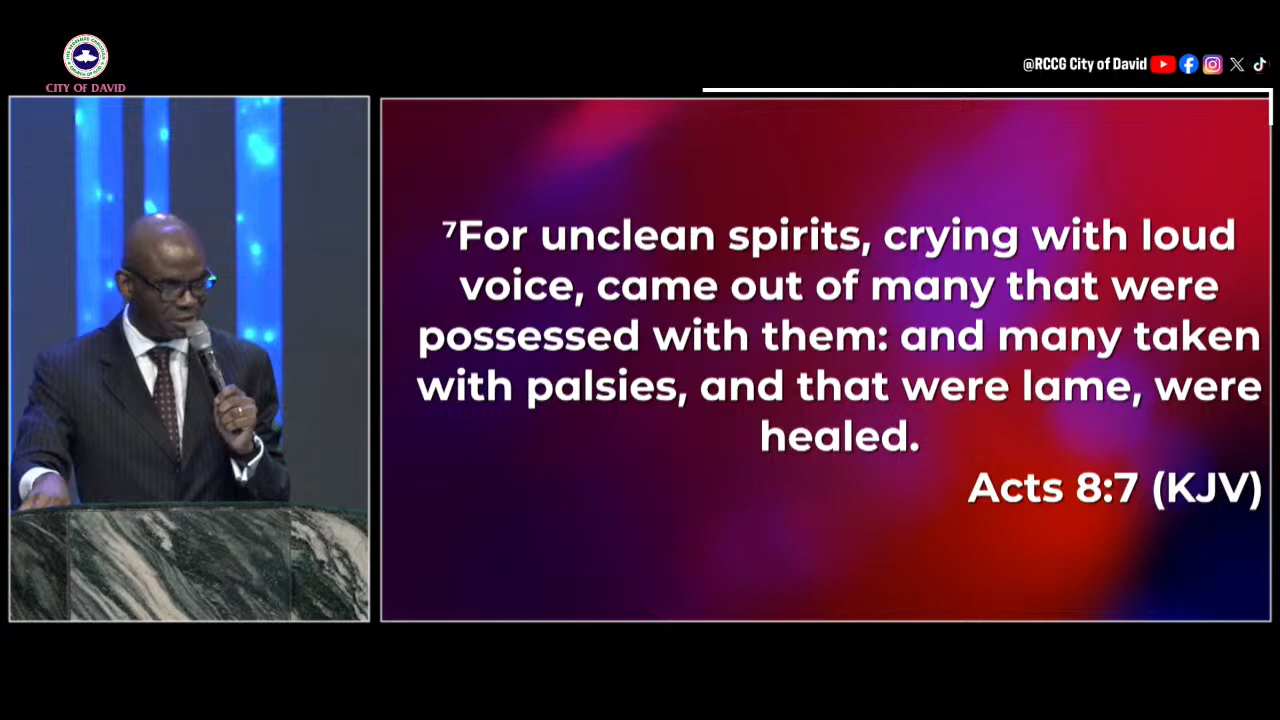 CITY OF DAVID
@RCCG City of David
⁷For unclean spirits, crying with loud
voice, came out of many that were
possessed with them: and many taken
with palsies, and that were lame, were
healed.
Acts 8:7 (KJV)